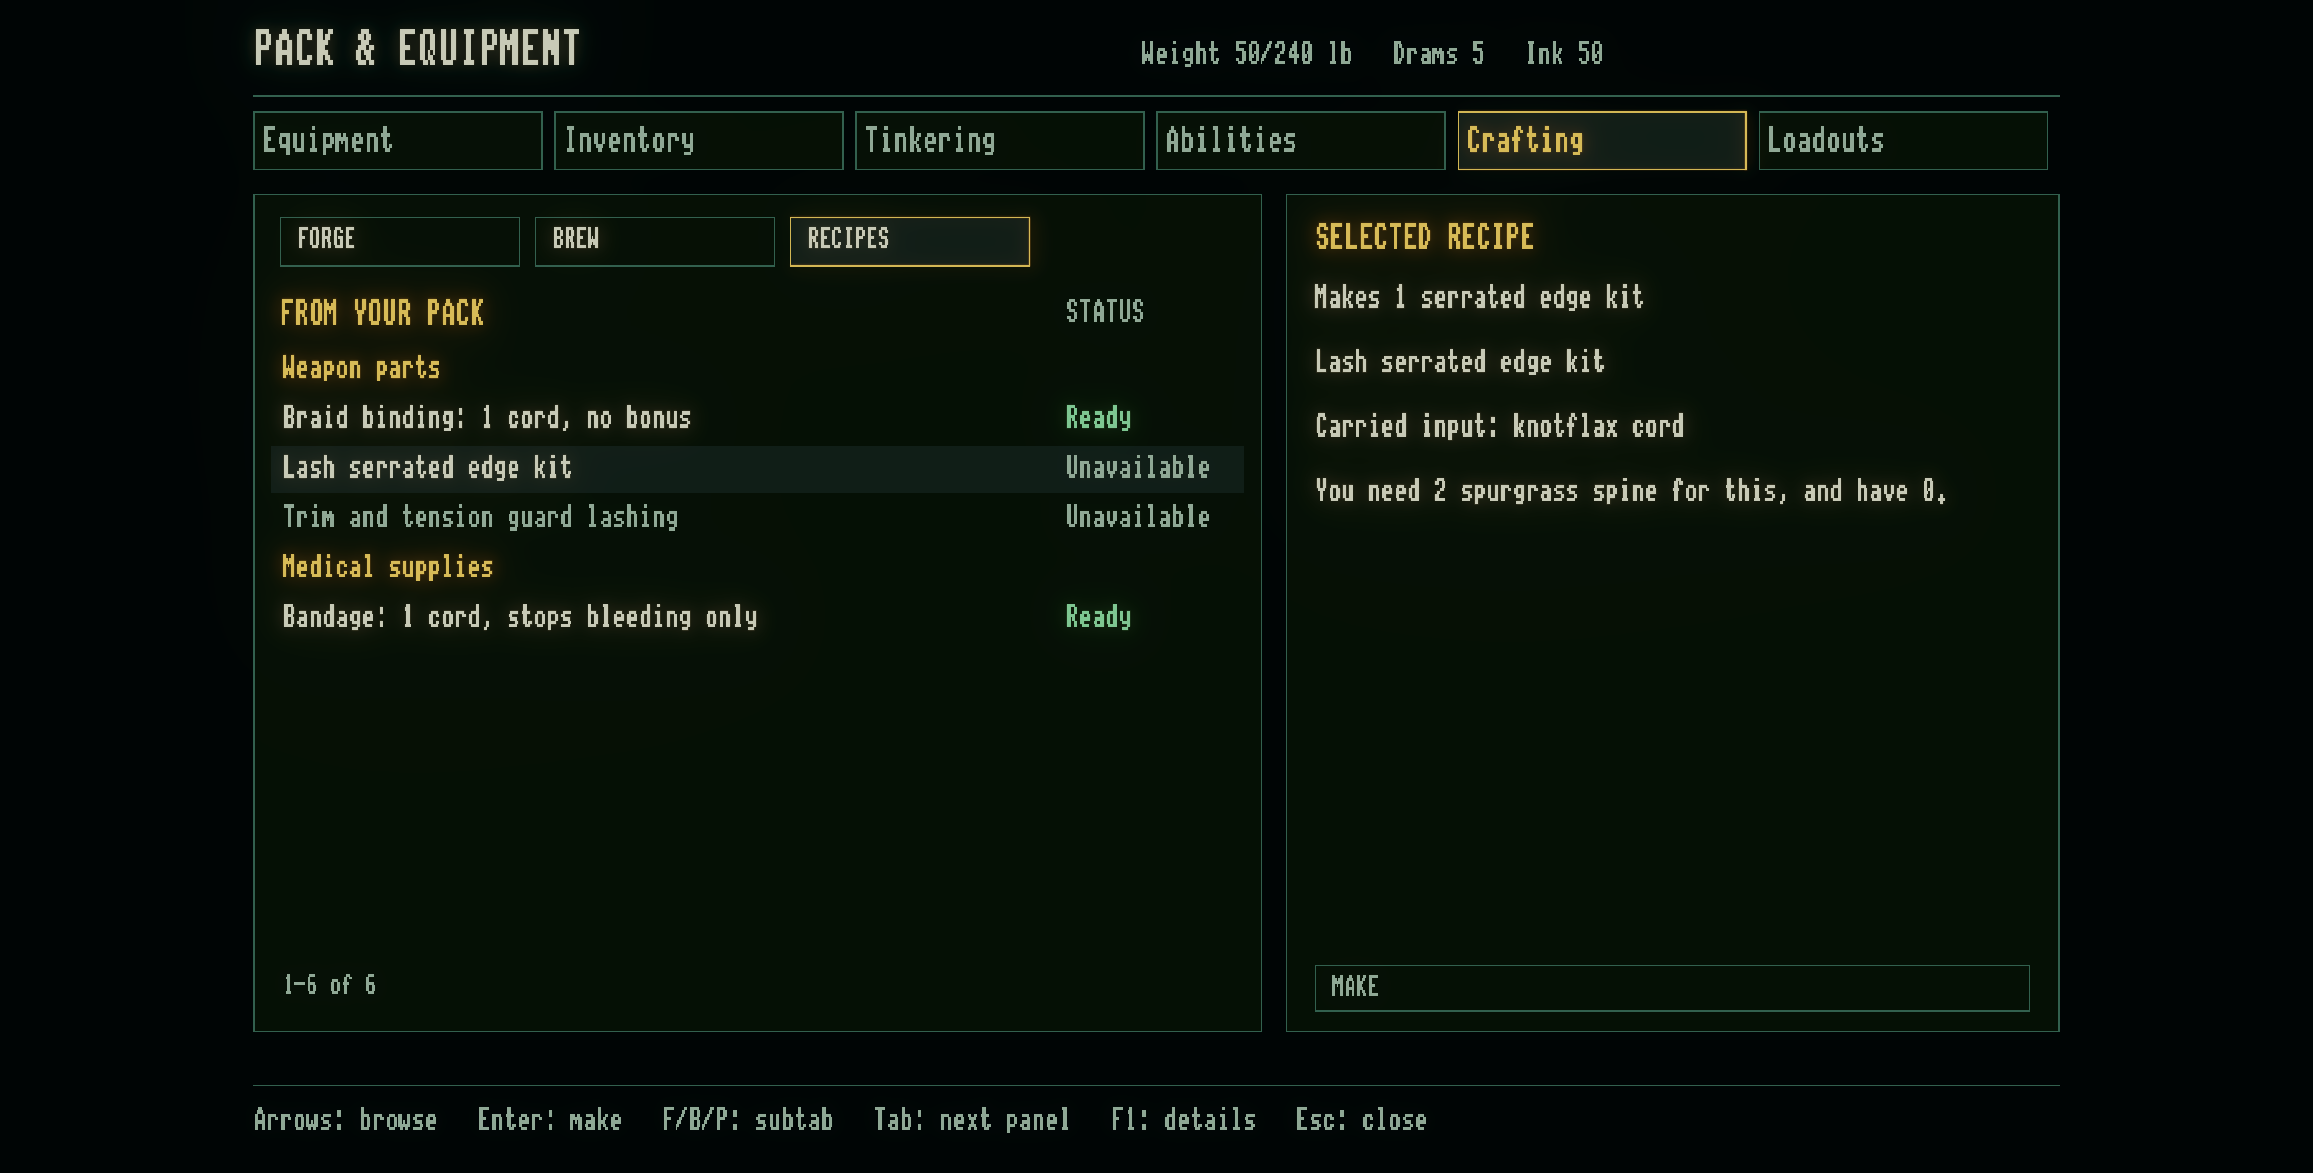 PACK & EQUIPMENT
Weight 50/240 lb   Drams 5   Ink 50
Equipment
Inventory
Tinkering
Abilities
Crafting
Loadouts
FORGE
BREW
RECIPES
FROM YOUR PACK   STATUS
Weapon parts
Braid binding: 1 cord, no bonus   Ready
Lash serrated edge kit   Unavailable
Trim and tension guard lashing   Unavailable
Medical supplies
Bandage: 1 cord, stops bleeding only   Ready
1-6 of 6
SELECTED RECIPE
Makes 1 serrated edge kit
Lash serrated edge kit
Carried input: knotflax cord
You need 2 spurgrass spine for this, and have 0.
MAKE
Arrows: browse   Enter: make   F/B/P: subtab   Tab: next panel   F1: details   Esc: close